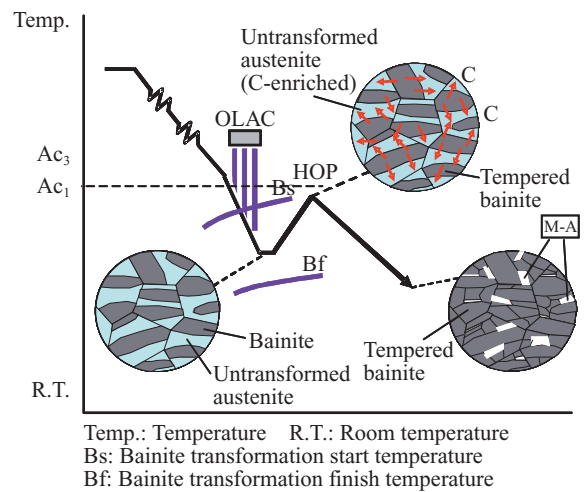 Temp.
Untransformed
austenite
(C-enriched)
C
C
OLAC
Ac3
HOP
Ac1
Bs
Tempered
bainite
M-A
Bf
Bainite
Untransformed
austenite
Tempered
bainite
R.T.
Temp.: Temperature R.T.: Room temperature
Bs: Bainite transformation start temperature
Bf: Bainite transformation finish temperature